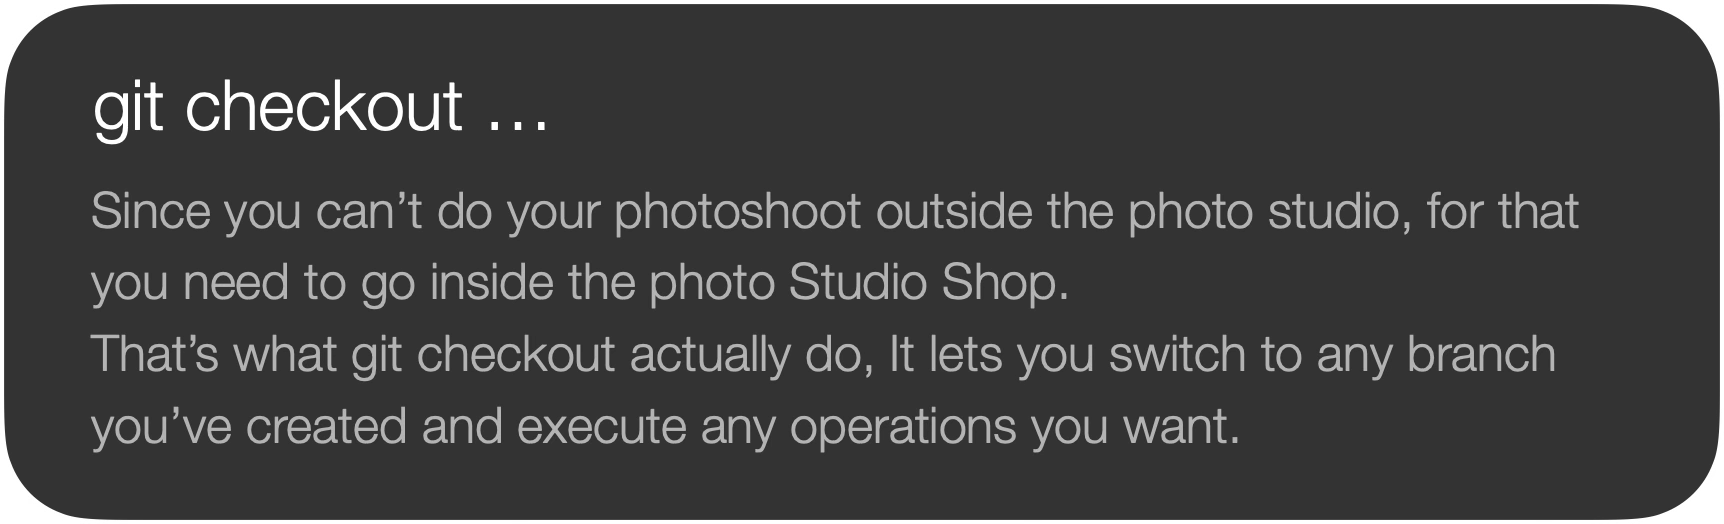 git checkout …
Since you can’t do your photoshoot outside the photo studio, for that
you need to go inside the photo Studio Shop.
That’s what git checkout actually do, It lets you switch to any branch
you’ve created and execute any operations you want.